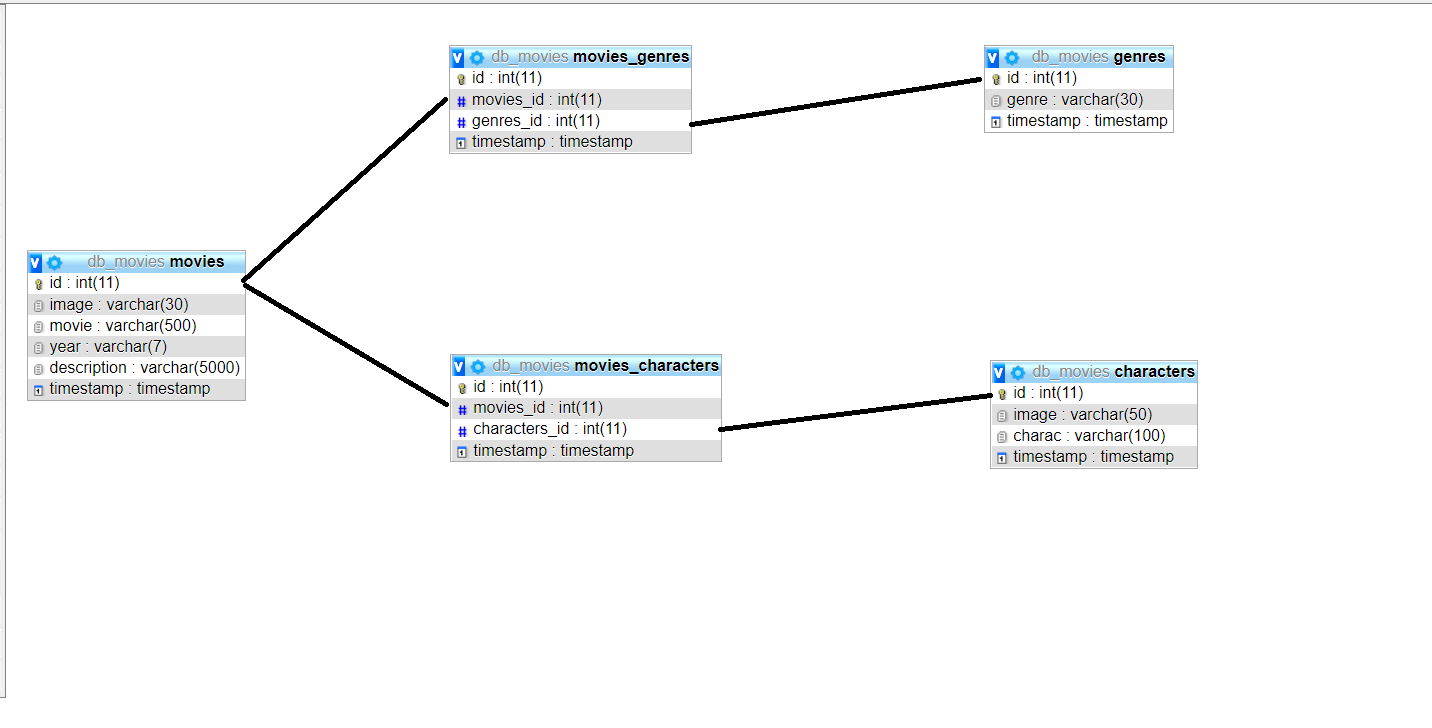 db_movies movies_genres
id : int(11)
movies_id : int(11)
genres_id : int(11)
timestamp : timestamp
db_movies genres
id : int(11)
genre : varchar(30)
timestamp : timestamp
db_movies movies
id : int(11)
image : varchar(30)
movie : varchar(500)
year : varchar(7)
description : varchar(5000)
timestamp : timestamp
db_movies movies_characters
id : int(11)
movies_id : int(11)
characters_id : int(11)
timestamp : timestamp
db_movies characters
id : int(11)
image : varchar(50)
charac : varchar(100)
timestamp : timestamp